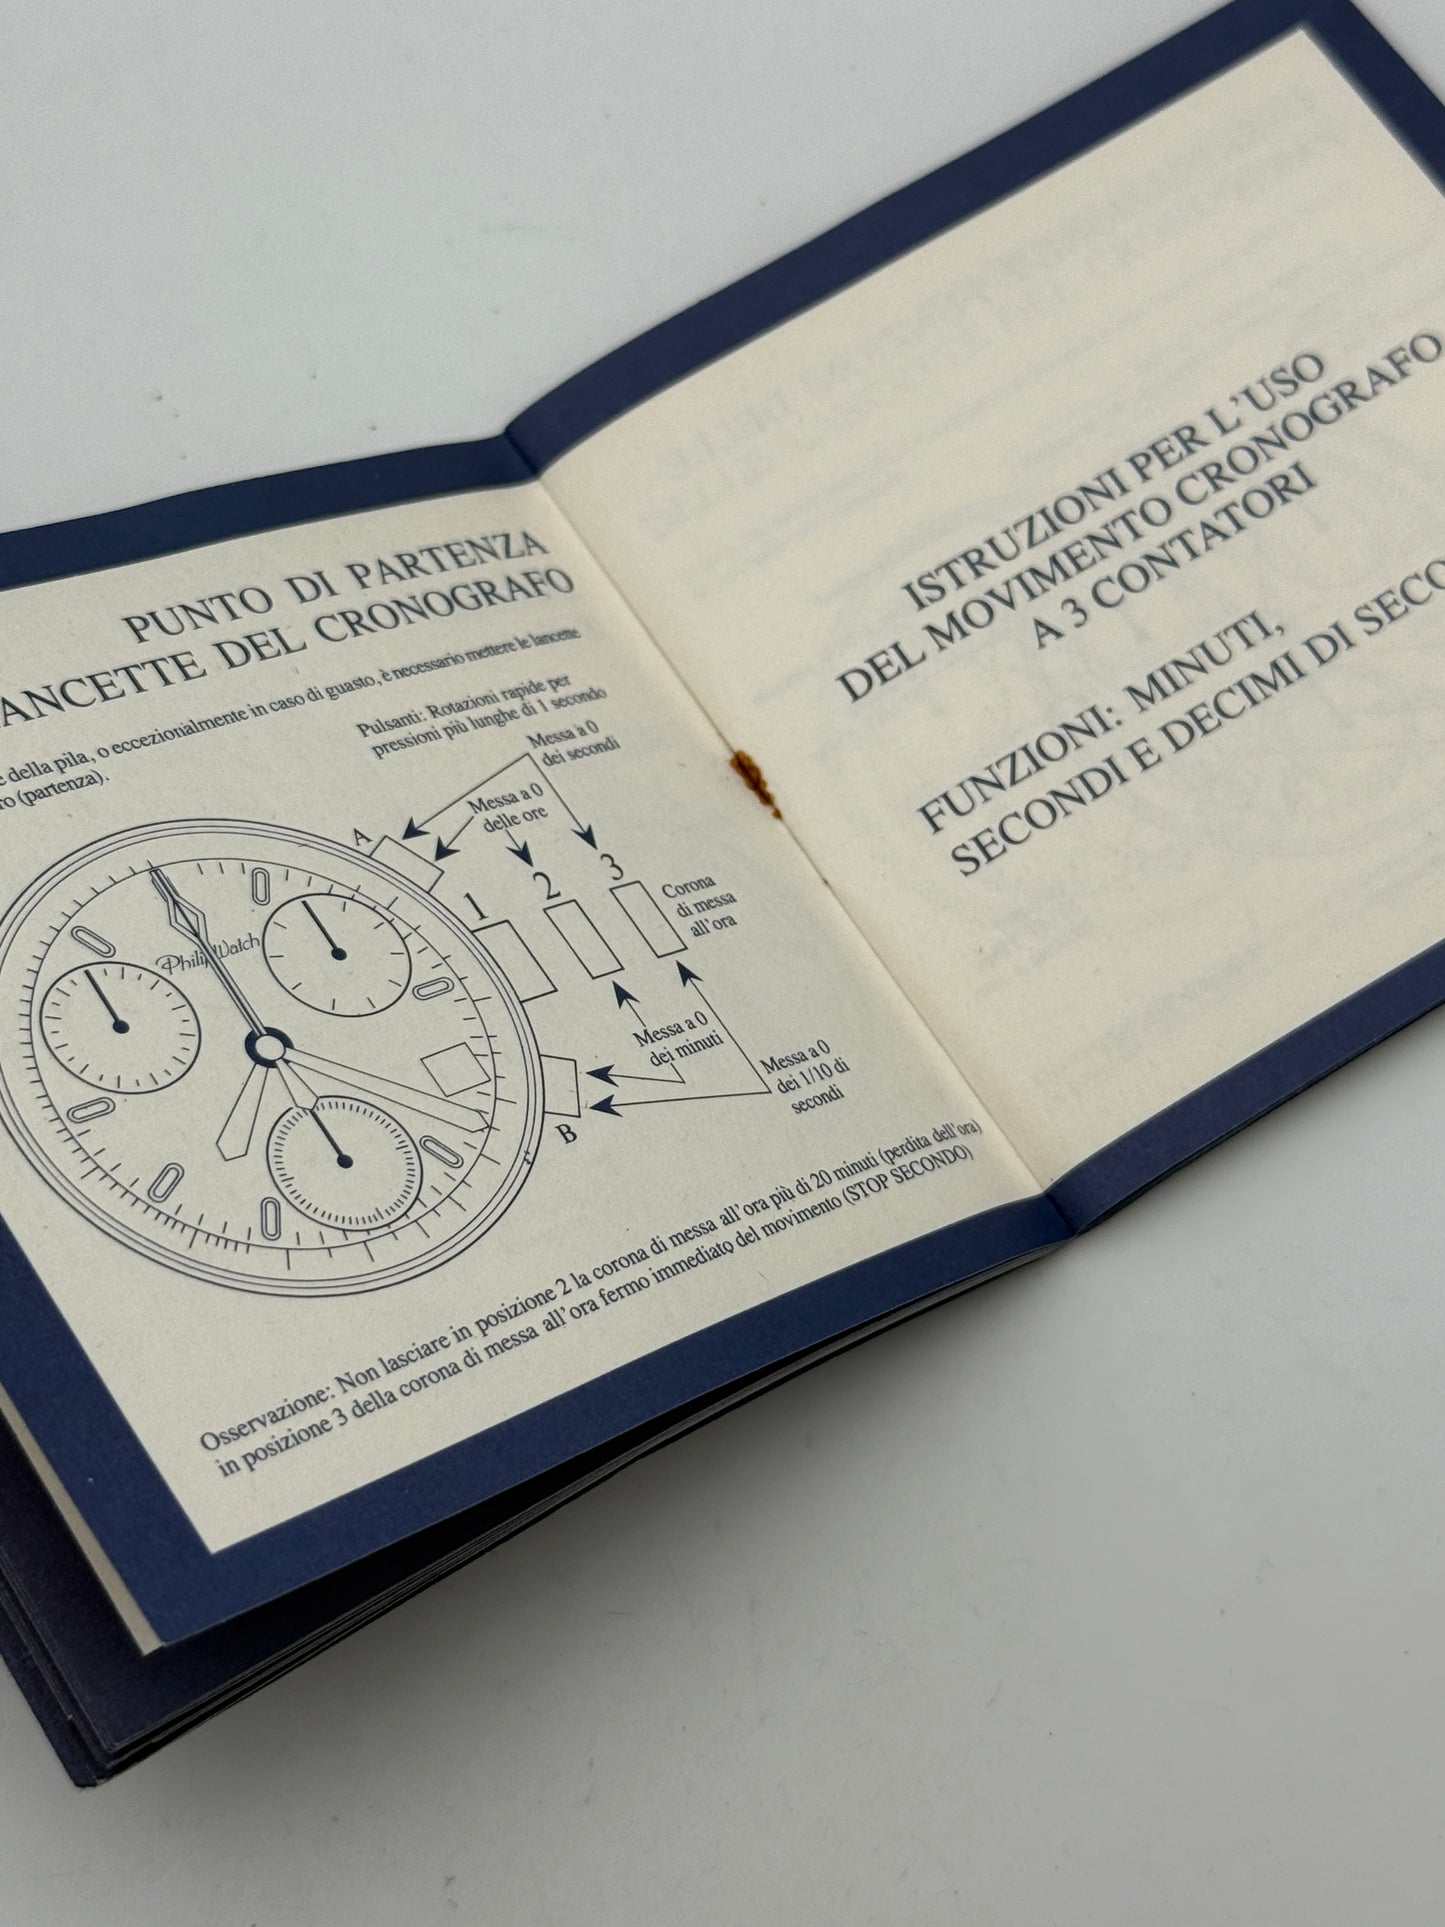 PUNTO DI PARTENZA
ANCETTE DEL CRONOGRAFO
e della pila, o eccezionalmente in caso di guasto, è necessario mettere le lancette
ro (partenza).
Pulsanti: Rotazioni rapide per
pressioni più lunghe di 1 secondo
Messa a 0
dei secondi
Messa a 0
delle ore
A
1
2
3
Corona
di messa
all'ora
Philip Watch
Messa a 0
dei minuti
Messa a 0
dei 1/10 di
secondi
B
Osservazione: Non lasciare in posizione 2 la corona di messa all'ora più di 20 minuti (perdita dell'ora)
in posizione 3 della corona di messa all'ora fermo immediato del movimento (STOP SECONDO)
ISTRUZIONI PER L'USO
DEL MOVIMENTO CRONOGRAFO
A 3 CONTATORI
FUNZIONI: MINUTI,
SECONDI E DECIMI DI SECO